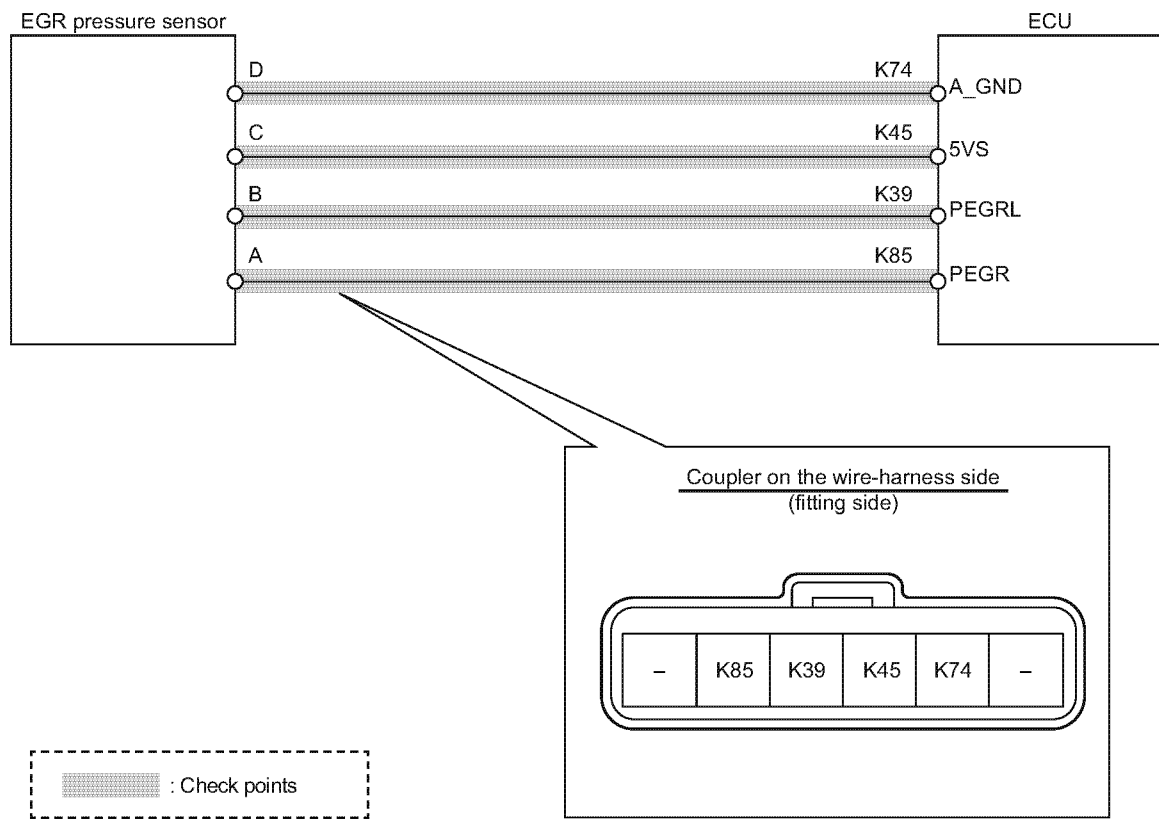 EGR pressure sensor
ECU
D
K74
A_GND
C
K45
5VS
B
K39
PEGRL
A
K85
PEGR
Coupler on the wire-harness side
(fitting side)
– K85 K39 K45 K74 –
: Check points